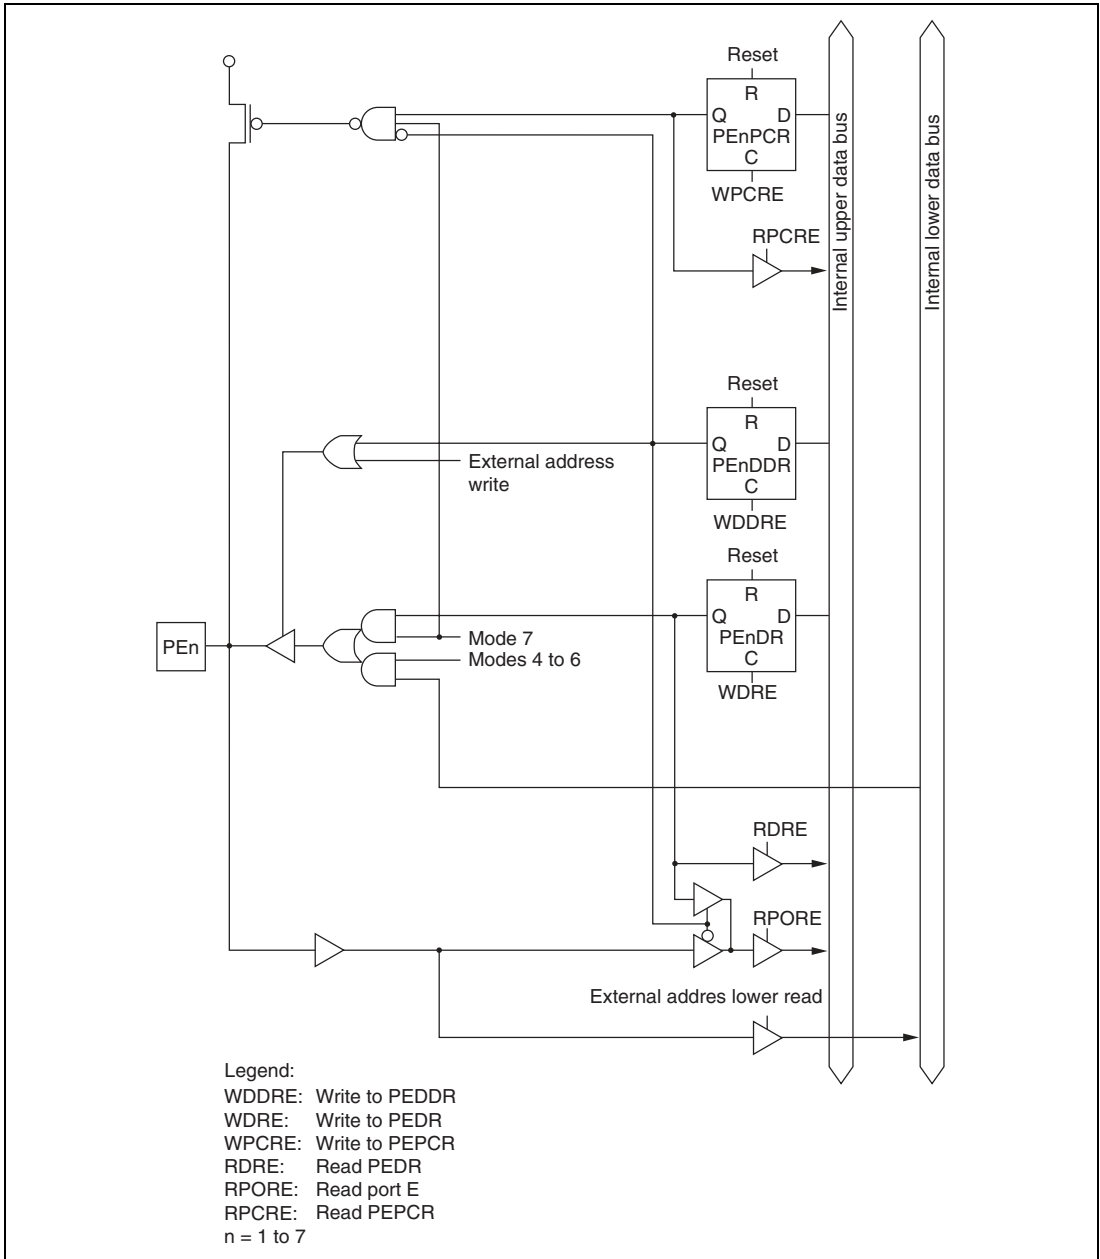 Reset
R
Q D
PEnPCR
C
WPCRE
RPCRE
Internal upper data bus
Internal lower data bus
Reset
R
Q D
PEnDDR
C
WDDRE
External address
write
Reset
R
Q D
PEnDR
C
WDRE
PEn
Mode 7
Modes 4 to 6
RDRE
RPORE
External addres lower read
Legend:
WDDRE: Write to PEDDR
WDRE: Write to PEDR
WPCRE: Write to PEPCR
RDRE: Read PEDR
RPORE: Read port E
RPCRE: Read PEPCR
n = 1 to 7